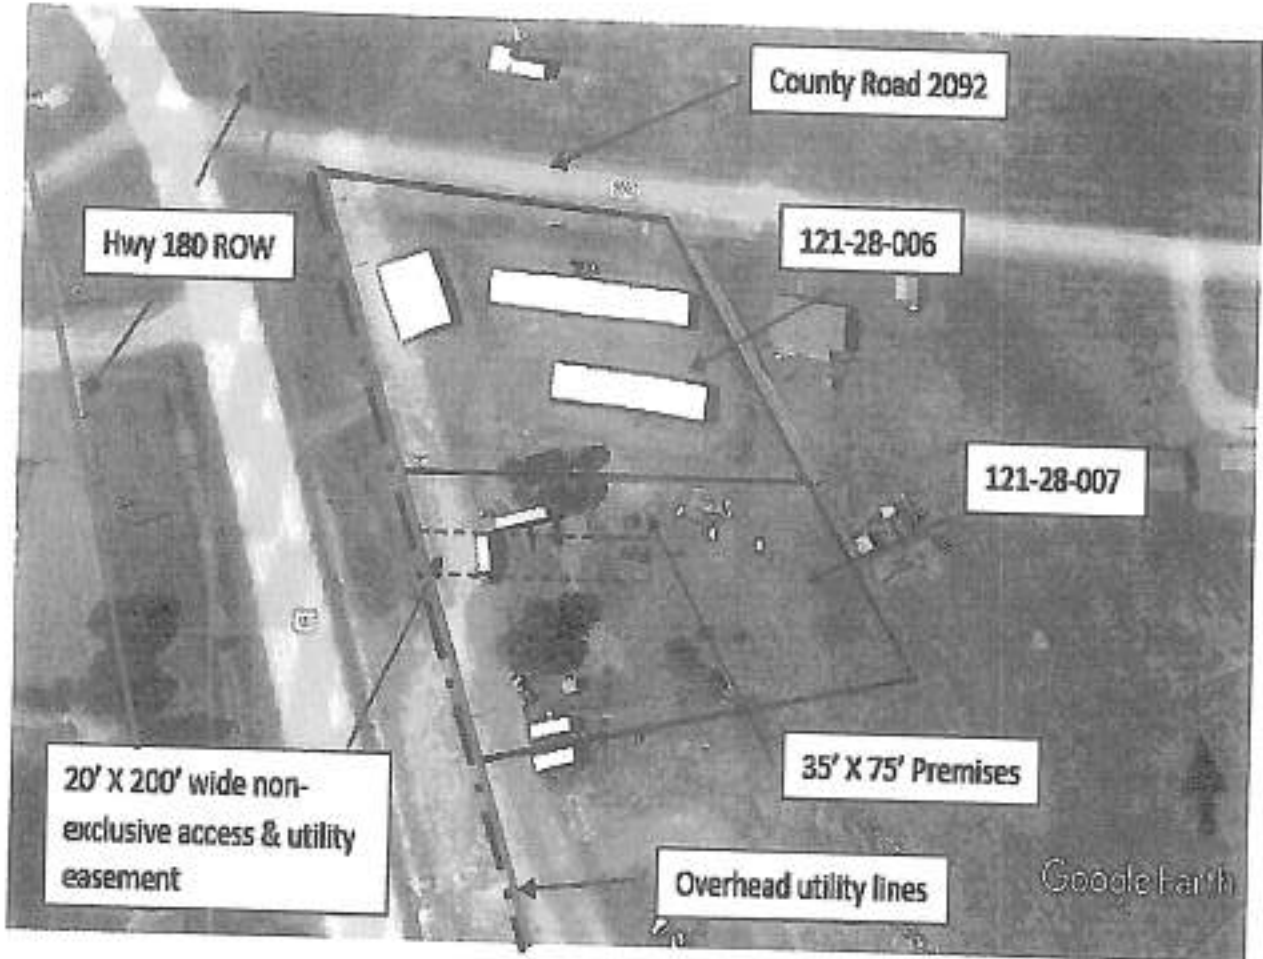 County Road 2092
Hwy 180 ROW
121-28-006
121-28-007
20' X 200' wide non-
exclusive access & utility
easement
35' X 75' Premises
Overhead utility lines
Google Earth